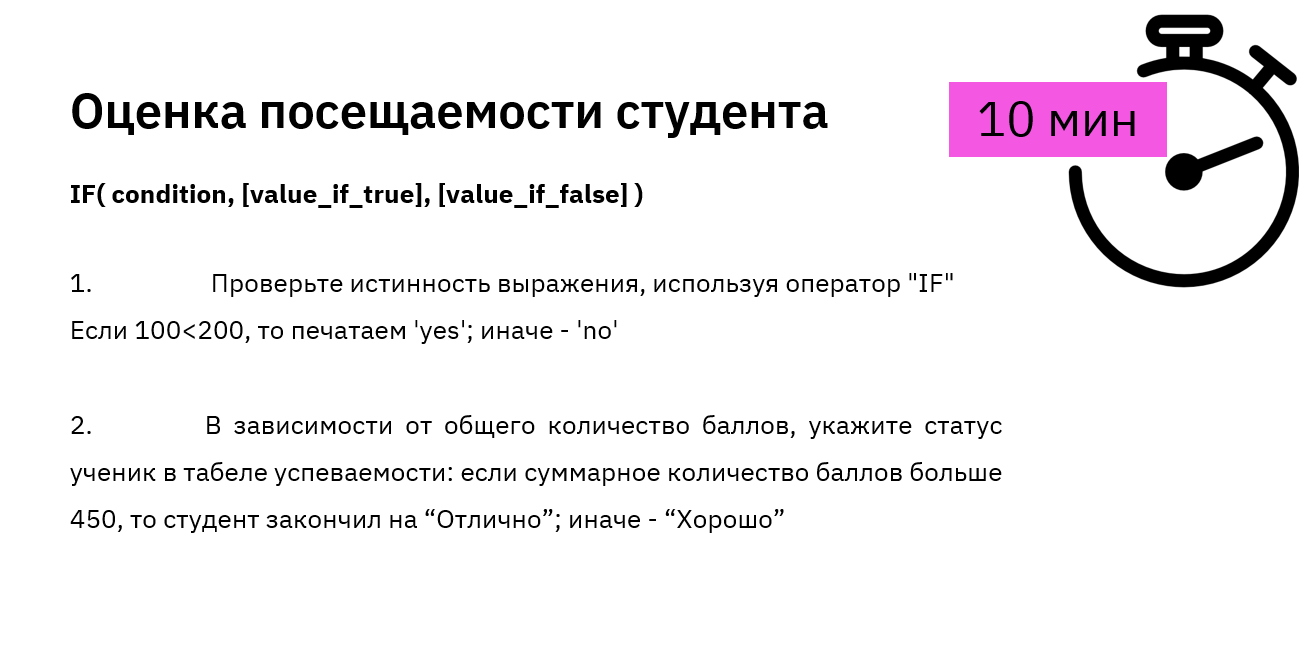 Оценка посещаемости студента
10 мин
IF( condition, [value_if_true], [value_if_false] )
1. Проверьте истинность выражения, используя оператор "IF"
Если 100<200, то печатаем 'yes'; иначе - 'no'
2. В зависимости от общего количество баллов, укажите статус
ученик в табеле успеваемости: если суммарное количество баллов больше
450, то студент закончил на “Отлично”; иначе - “Хорошо”